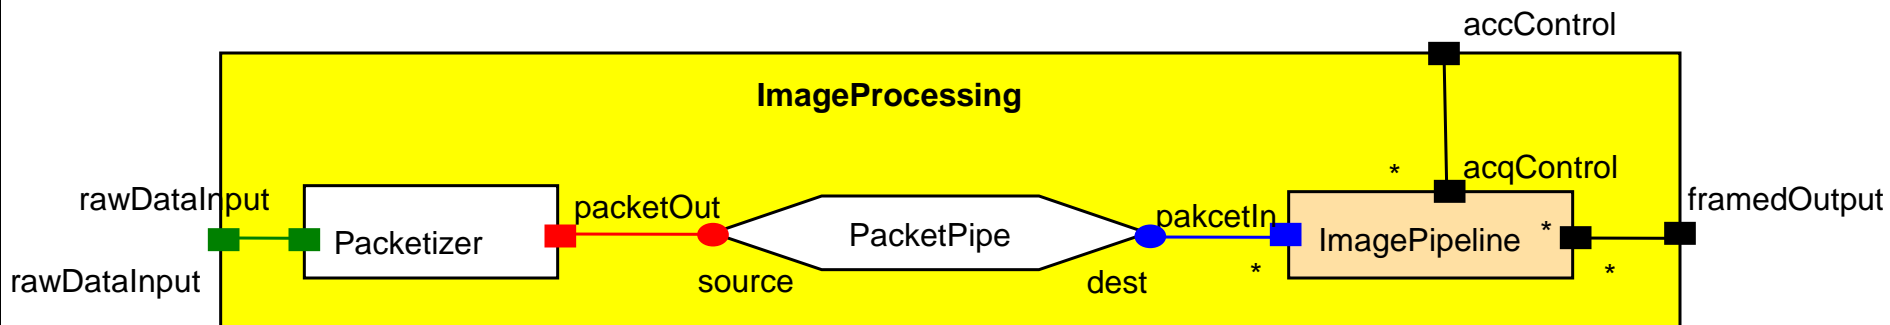 accControl
ImageProcessing
* acqControl
rawDataInput
packetOut
pakcetIn
framedOutput
Packetizer
PacketPipe
ImagePipeline *
rawDataInput
source
dest
*
*